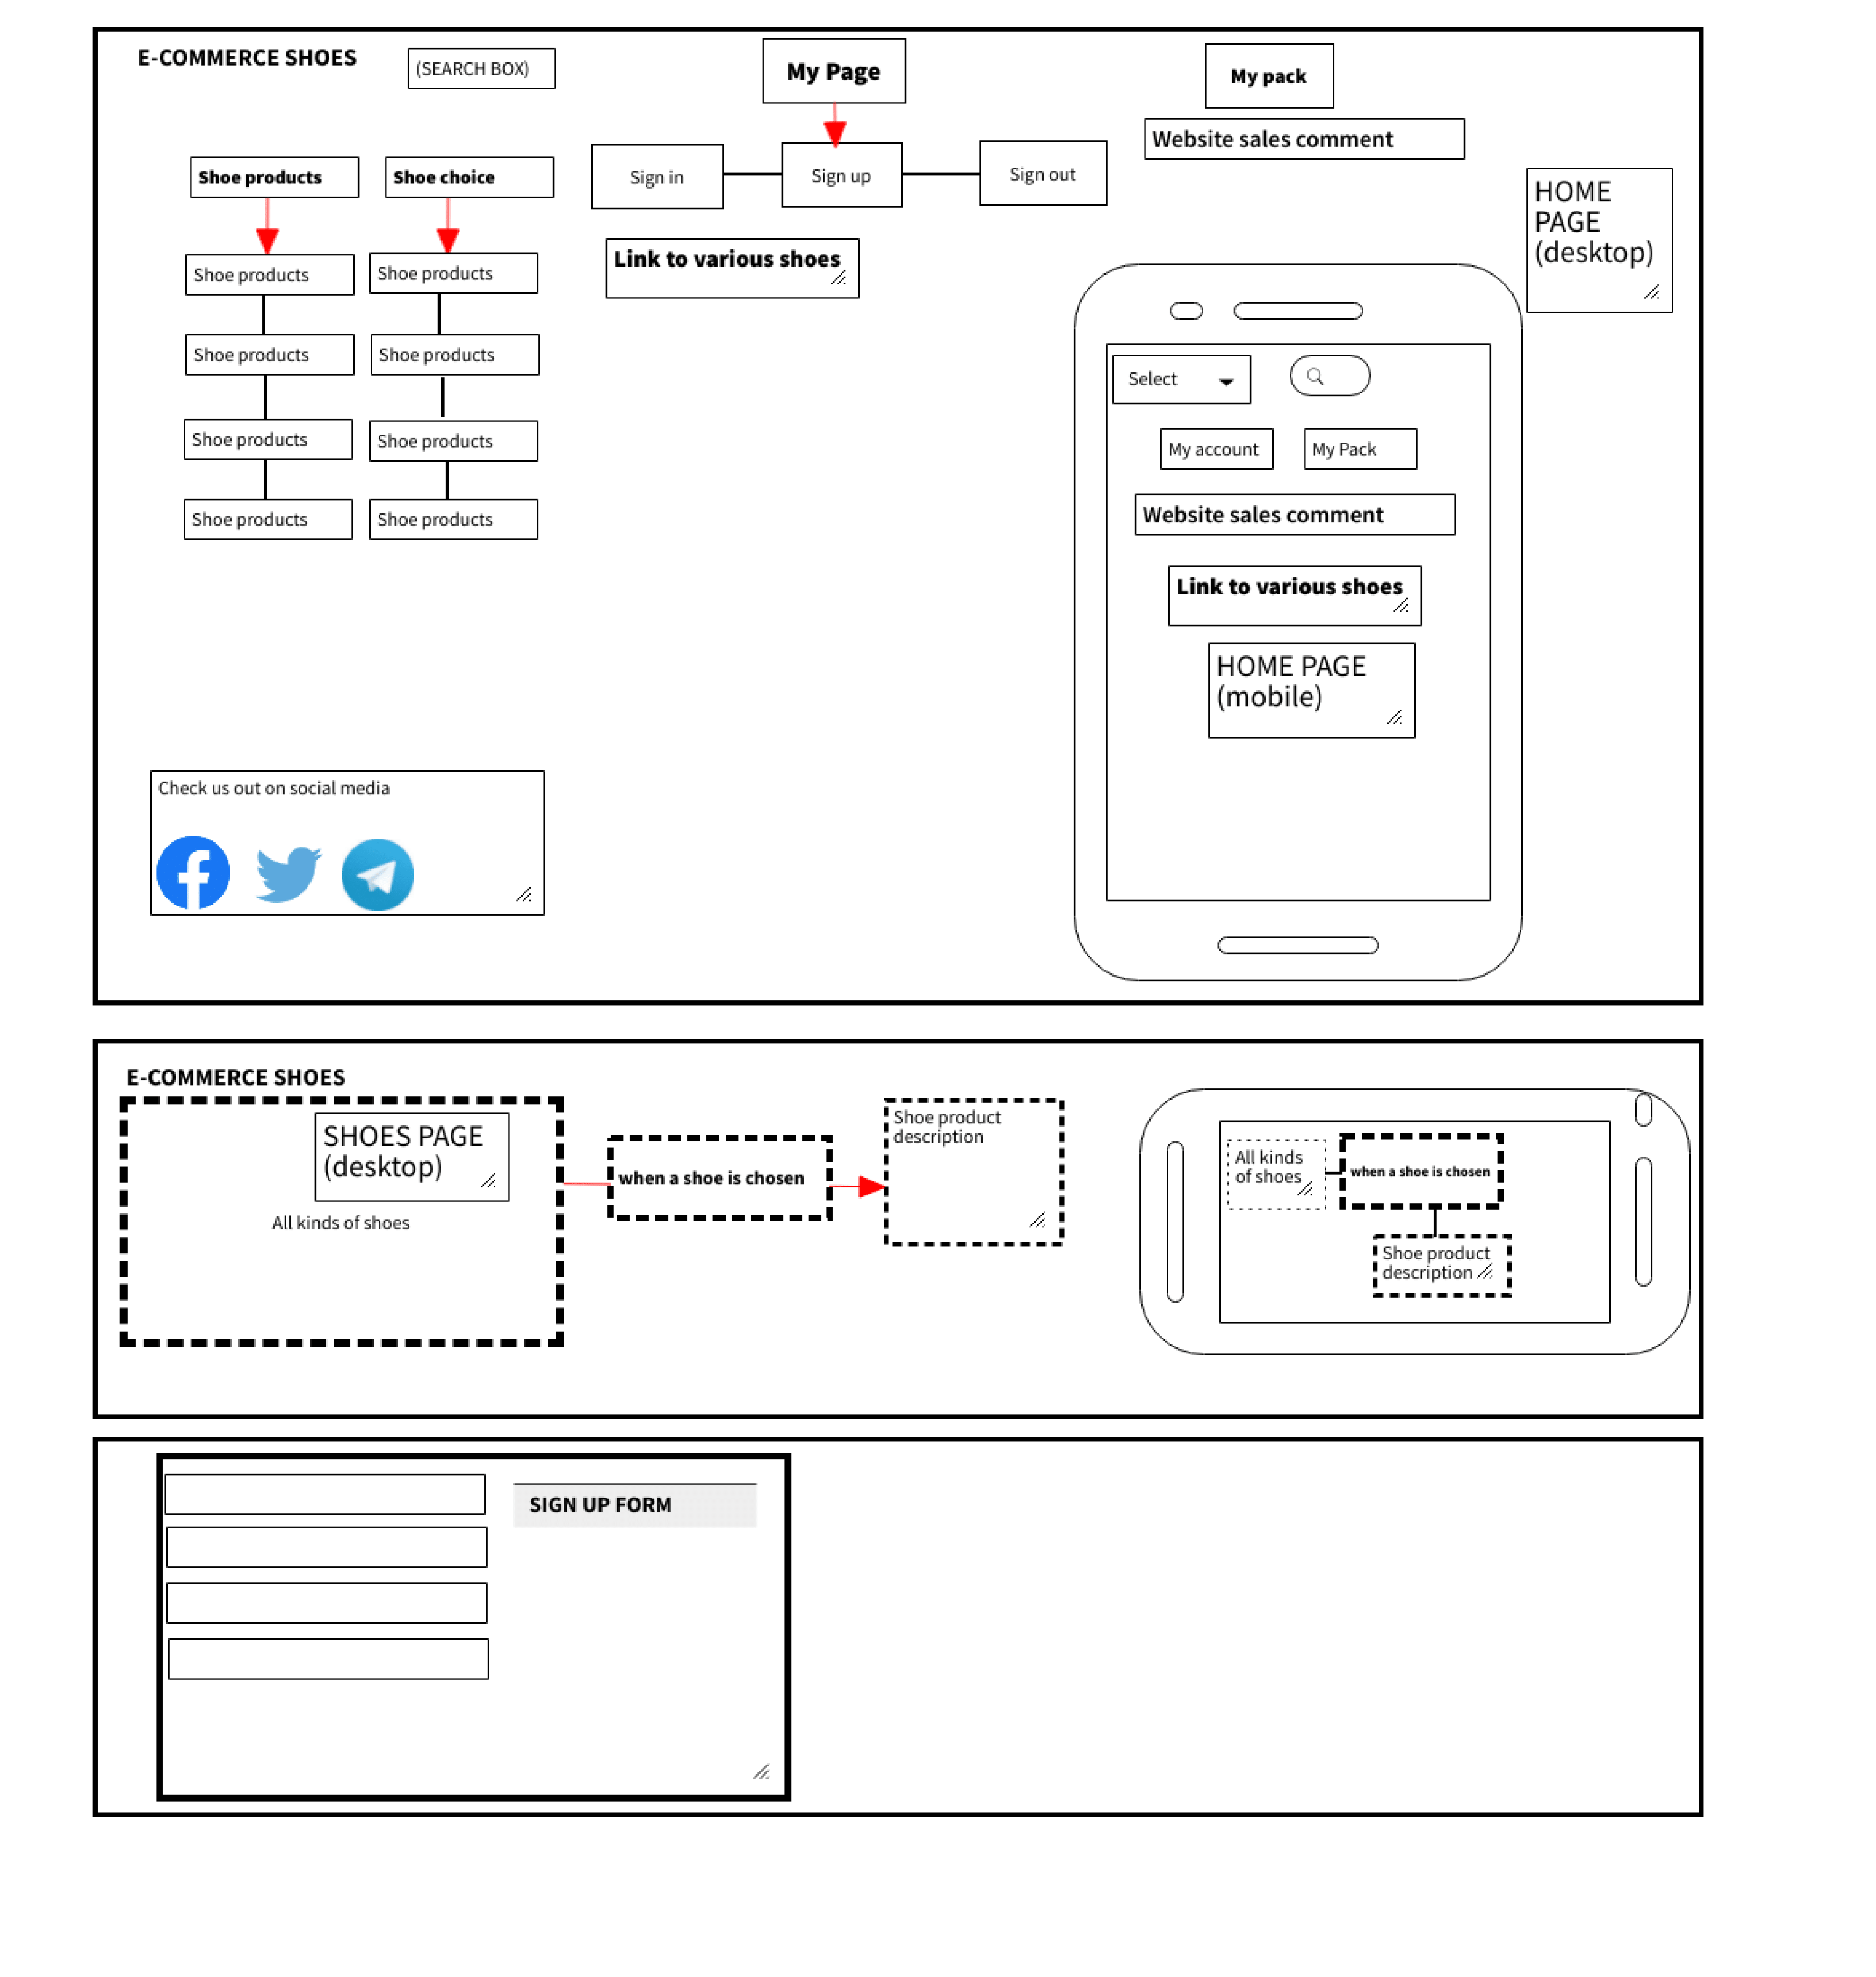 E-COMMERCE SHOES
(SEARCH BOX)
My Page
My pack
Website sales comment
Shoe products
Shoe choice
Sign in
Sign up
Sign out
HOME
PAGE
(desktop)
Link to various shoes
Shoe products
Shoe products
Shoe products
Shoe products
Shoe products
Shoe products
Shoe products
Shoe products
Select
My account
My Pack
Website sales comment
Link to various shoes
HOME PAGE
(mobile)
Check us out on social media
E-COMMERCE SHOES
SHOES PAGE
(desktop)
All kinds of shoes
when a shoe is chosen
Shoe product
description
All kinds
of shoes
when a shoe is chosen
Shoe product
description
SIGN UP FORM